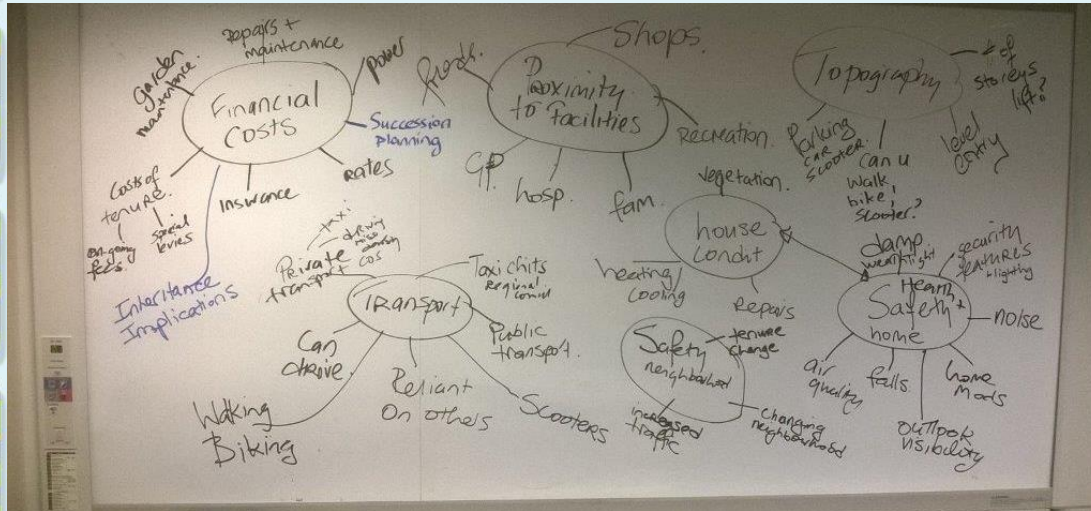 Repairs +
maintenance
garden
maintenance.
Financial
Costs
Power
Succession
planning
rates
Insurance
Costs of
tenure.
on-going
fees.
special
levies
Inheritance
Implications
Proximity
to Facilities
Shops.
friends.
Recreation.
GP.
hosp.
fam.
Topography
# of
storeys
lift?
Parking
car
scooter.
Can u
walk,
bike,
scooter?
level
entry
vegetation.
house
Condit
heating
Cooling
Repairs
Transport
Private
transport
taxi
driving
miss
Taxi chits
Regional
Public
transport.
Can
drive.
Reliant
On others
Scooters
Walking
Biking
Safety
neighborhood
tenure
change
increased
traffic
Changing
neighbourhood
damp
weathertight
security
features
+ lighting
Health +
Safety
home
noise
air
quality
falls
home
mods
outlook
visibility